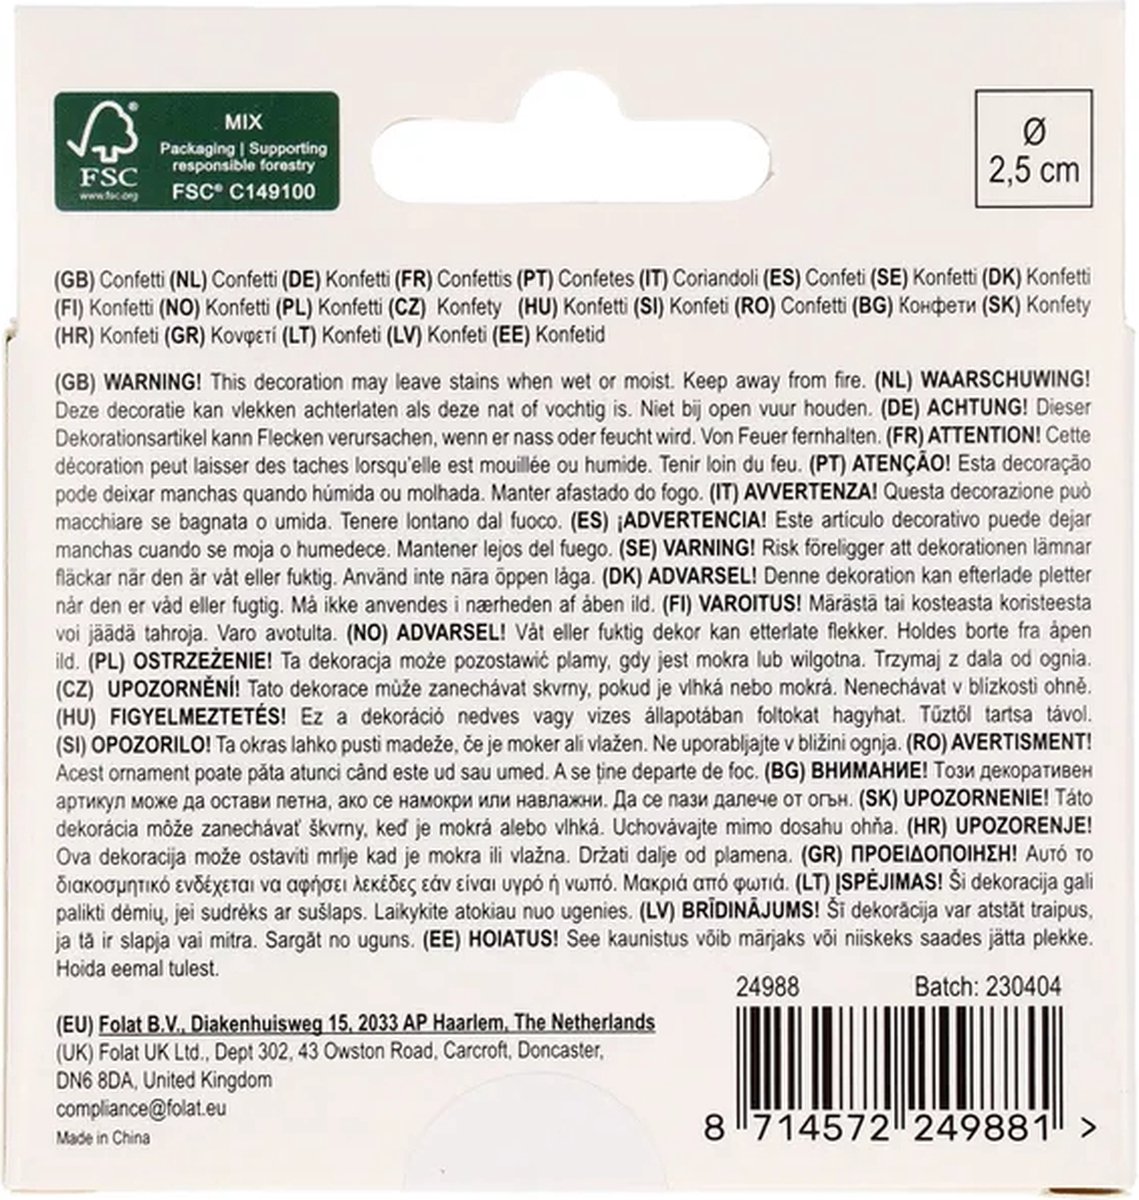 MIX
Packaging | Supporting
responsible forestry
FSC® C149100
FSC
www.fsc.org
Ø
2,5 cm
(GB) Confetti (NL) Confetti (DE) Konfetti (FR) Confettis (PT) Confetes (IT) Coriandoli (ES) Confeti (SE) Konfetti (DK) Konfetti
(FI) Konfetti (NO) Konfetti (PL) Konfetti (CZ) Konfety (HU) Konfetti (SI) Konfeti (RO) Confetti (BG) Конфети (SK) Konfety
(HR) Konfeti (GR) Κονφετί (LT) Konfeti (LV) Konfeti (EE) Konfetid
(GB) WARNING! This decoration may leave stains when wet or moist. Keep away from fire. (NL) WAARSCHUWING!
Deze decoratie kan vlekken achterlaten als deze nat of vochtig is. Niet bij open vuur houden. (DE) ACHTUNG! Dieser
Dekorationsartikel kann Flecken verursachen, wenn er nass oder feucht wird. Von Feuer fernhalten. (FR) ATTENTION! Cette
décoration peut laisser des taches lorsqu'elle est mouillée ou humide. Tenir loin du feu. (PT) ATENÇÃO! Esta decoração
pode deixar manchas quando húmida ou molhada. Manter afastado do fogo. (IT) AVVERTENZA! Questa decorazione può
macchiare se bagnata o umida. Tenere lontano dal fuoco. (ES) ¡ADVERTENCIA! Este artículo decorativo puede dejar
manchas cuando se moja o humedece. Mantener lejos del fuego. (SE) VARNING! Risk föreligger att dekorationen lämnar
fläckar när den är våt eller fuktig. Använd inte nära öppen låga. (DK) ADVARSEL! Denne dekoration kan efterlade pletter
når den er våd eller fugtig. Må ikke anvendes i nærheden af åben ild. (FI) VAROITUS! Märästä tai kosteasta koristeesta
voi jäädä tahroja. Varo avotulta. (NO) ADVARSEL! Våt eller fuktig dekor kan etterlate flekker. Holdes borte fra åpen
ild. (PL) OSTRZEŻENIE! Ta dekoracja może pozostawić plamy, gdy jest mokra lub wilgotna. Trzymaj z dala od ognia.
(CZ) UPOZORNĚNÍ! Tato dekorace může zanechávat skvrny, pokud je vlhká nebo mokrá. Nenechávat v blízkosti ohně.
(HU) FIGYELMEZTETÉS! Ez a dekoráció nedves vagy vizes állapotában foltokat hagyhat. Tűztől tartsa távol.
(SI) OPOZORILO! Ta okras lahko pusti madeže, če je moker ali vlažen. Ne uporabljajte v bližini ognja. (RO) AVERTISMENT!
Acest ornament poate păta atunci când este ud sau umed. A se ține departe de foc. (BG) ВНИМАНИЕ! Този декоративен
артикул може да остави петна, ако се намокри или навлажни. Да се пази далече от огън. (SK) UPOZORNENIE! Táto
dekorácia môže zanechávať škvrny, keď je mokrá alebo vlhká. Uchovávajte mimo dosahu ohňa. (HR) UPOZORENJE!
Ova dekoracija može ostaviti mrlje kad je mokra ili vlažna. Držati dalje od plamena. (GR) ΠΡΟΕΙΔΟΠΟΙΗΣΗ! Αυτό το
διακοσμητικό ενδέχεται να αφήσει λεκέδες εάν είναι υγρό ή νωπό. Μακριά από φωτιά. (LT) ĮSPĖJIMAS! Ši dekoracija gali
palikti dėmių, jei sudrėks ar sušlaps. Laikykite atokiau nuo ugenies. (LV) BRĪDINĀJUMS! Šī dekorācija var atstāt traipus,
ja tā ir slapja vai mitra. Sargāt no uguns. (EE) HOIATUS! See kaunistus võib märjaks või niiskeks saades jätta plekke.
Hoida eemal tulest.
24988 Batch: 230404
(EU) Folat B.V., Diakenhuisweg 15, 2033 AP Haarlem, The Netherlands
(UK) Folat UK Ltd., Dept 302, 43 Owston Road, Carcroft, Doncaster,
DN6 8DA, United Kingdom
compliance@folat.eu
Made in China
8 714572 249881 >